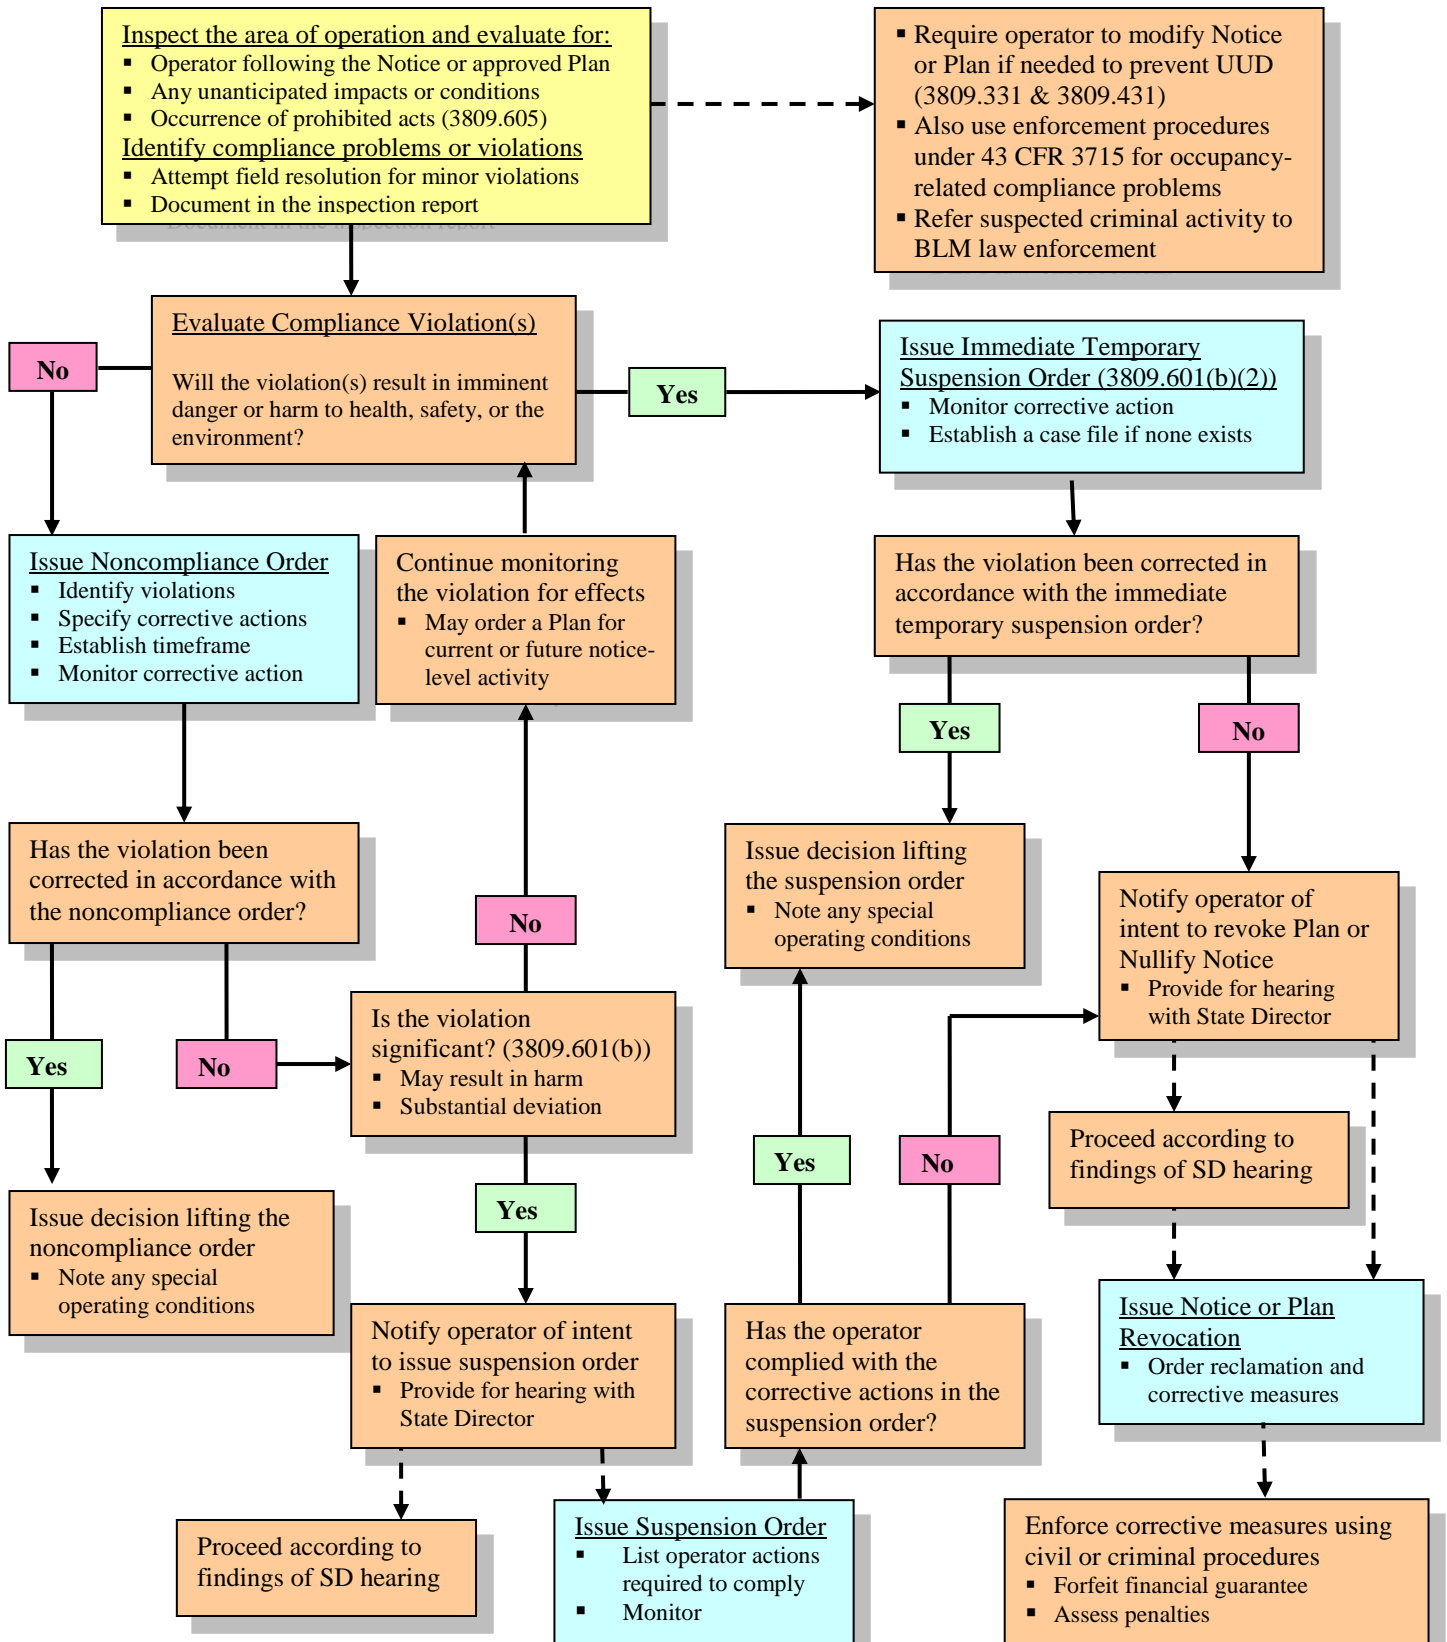 Inspect the area of operation and evaluate for:
▪ Operator following the Notice or approved Plan
▪ Any unanticipated impacts or conditions
▪ Occurrence of prohibited acts (3809.605)
Identify compliance problems or violations
▪ Attempt field resolution for minor violations
▪ Document in the inspection report
▪ Require operator to modify Notice
or Plan if needed to prevent UUD
(3809.331 & 3809.431)
▪ Also use enforcement procedures
under 43 CFR 3715 for occupancy-
related compliance problems
▪ Refer suspected criminal activity to
BLM law enforcement
Evaluate Compliance Violation(s)
Will the violation(s) result in imminent
danger or harm to health, safety, or the
environment?
No
Yes
Issue Immediate Temporary
Suspension Order (3809.601(b)(2))
▪ Monitor corrective action
▪ Establish a case file if none exists
Issue Noncompliance Order
▪ Identify violations
▪ Specify corrective actions
▪ Establish timeframe
▪ Monitor corrective action
Continue monitoring
the violation for effects
▪ May order a Plan for
current or future notice-
level activity
Has the violation been corrected in
accordance with the immediate
temporary suspension order?
Yes
No
Has the violation been
corrected in accordance with
the noncompliance order?
No
Issue decision lifting
the suspension order
▪ Note any special
operating conditions
Notify operator of
intent to revoke Plan or
Nullify Notice
▪ Provide for hearing
with State Director
Yes
No
Is the violation
significant? (3809.601(b))
▪ May result in harm
▪ Substantial deviation
Yes
No
Proceed according to
findings of SD hearing
Issue decision lifting the
noncompliance order
▪ Note any special
operating conditions
Yes
Notify operator of intent
to issue suspension order
▪ Provide for hearing with
State Director
Has the operator
complied with the
corrective actions in the
suspension order?
Issue Notice or Plan
Revocation
▪ Order reclamation and
corrective measures
Proceed according to
findings of SD hearing
Issue Suspension Order
▪ List operator actions
required to comply
▪ Monitor
Enforce corrective measures using
civil or criminal procedures
▪ Forfeit financial guarantee
▪ Assess penalties